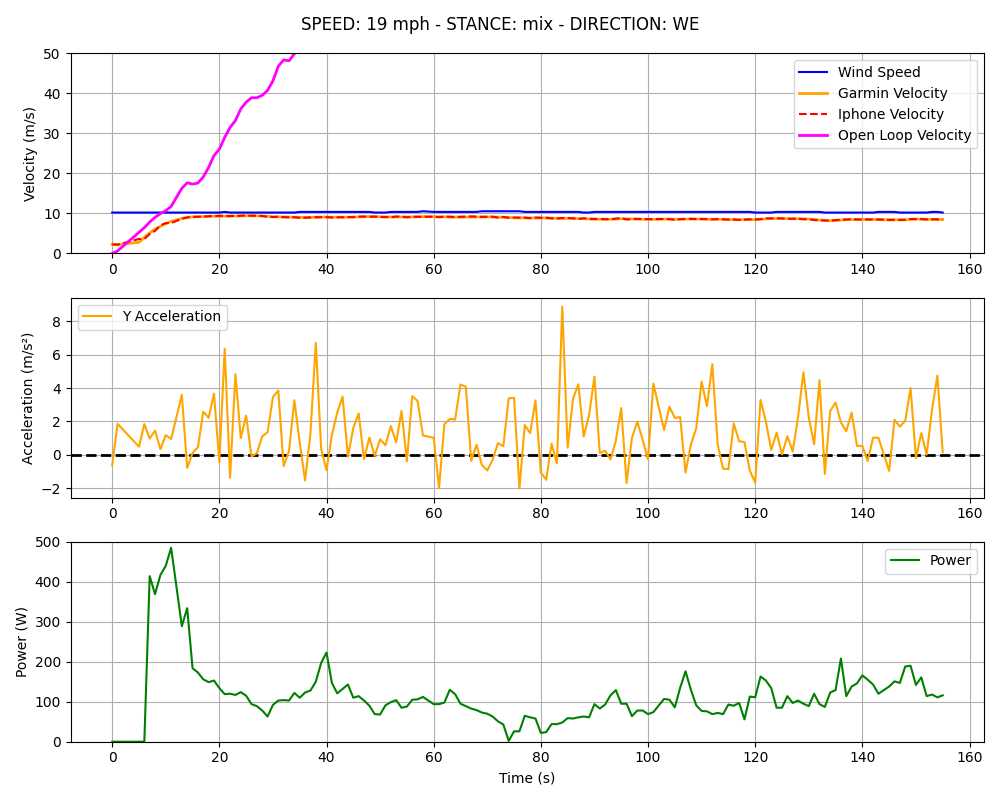 SPEED: 19 mph - STANCE: mix - DIRECTION: WE
50
40
30
20
10
0
Velocity (m/s)
Wind Speed
Garmin Velocity
Iphone Velocity
Open Loop Velocity
0 20 40 60 80 100 120 140 160
8
6
4
2
0
−2
Acceleration (m/s²)
Y Acceleration
0 20 40 60 80 100 120 140 160
500
400
300
200
100
0
Power (W)
Power
0 20 40 60 80 100 120 140 160
Time (s)